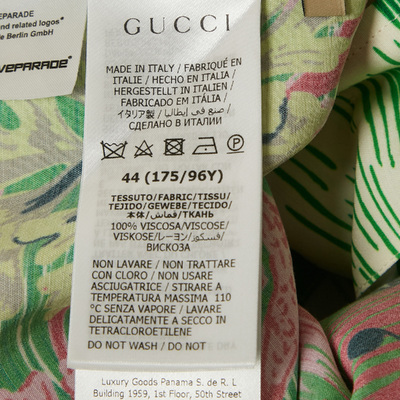 PARADE
and related logos
e Berlin GmbH
VEPARADE
GUCCI
MADE IN ITALY / FABRIQUÉ EN
ITALIE / HECHO EN ITALIA /
HERGESTELLT IN ITALIEN /
FABRICADO EM ITÁLIA /
イタリア製 / صنع في إيطاليا /
СДЕЛАНО В ИТАЛИИ
44 (175/96Y)
TESSUTO/FABRIC/TISSU/
TEJIDO/GEWEBE/TECIDO/
本体/قماش/ТКАНЬ
100% VISCOSA/VISCOSE/
VISKOSE/レーヨン/فسكوز/
ВИСКОЗА
NON LAVARE / NON TRATTARE
CON CLORO / NON USARE
ASCIUGATRICE / STIRARE A
TEMPERATURA MASSIMA 110
°C SENZA VAPORE / LAVARE
DELICATAMENTE A SECCO IN
TETRACLOROETILENE
DO NOT WASH / DO NOT
Luxury Goods Panama S. de R. L
Building 1959, 1st Floor, 50th Street